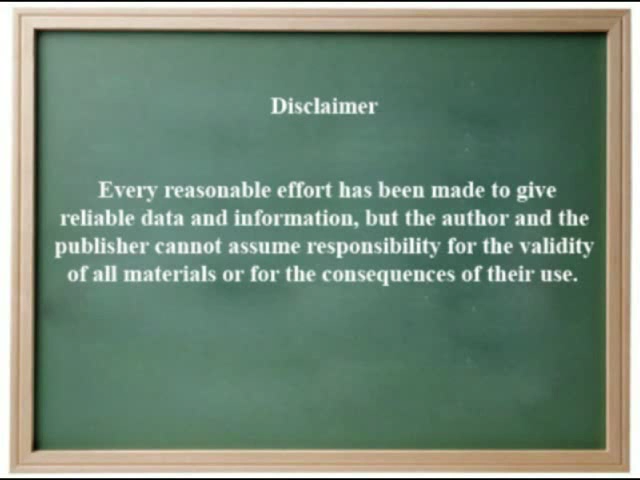 Disclaimer
Every reasonable effort has been made to give
reliable data and information, but the author and the
publisher cannot assume responsibility for the validity
of all materials or for the consequences of their use.